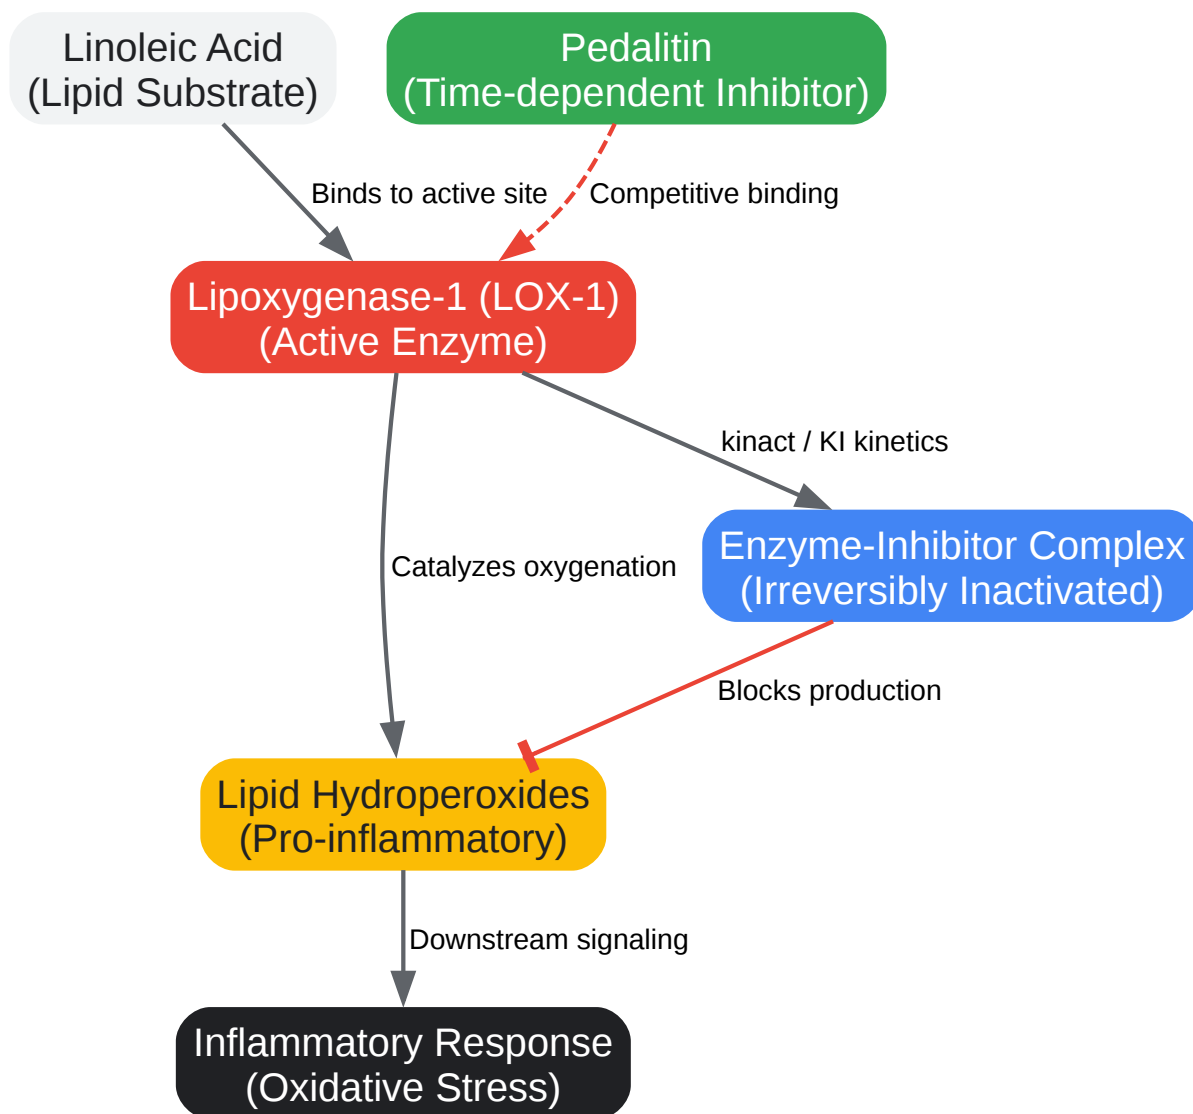 Linoleic Acid
(Lipid Substrate)
Pedalitin
(Time-dependent Inhibitor)
Binds to active site
Competitive binding
Lipoxygenase-1 (LOX-1)
(Active Enzyme)
kinact / KI kinetics
Enzyme-Inhibitor Complex
(Irreversibly Inactivated)
Catalyzes oxygenation
Blocks production
Lipid Hydroperoxides
(Pro-inflammatory)
Downstream signaling
Inflammatory Response
(Oxidative Stress)